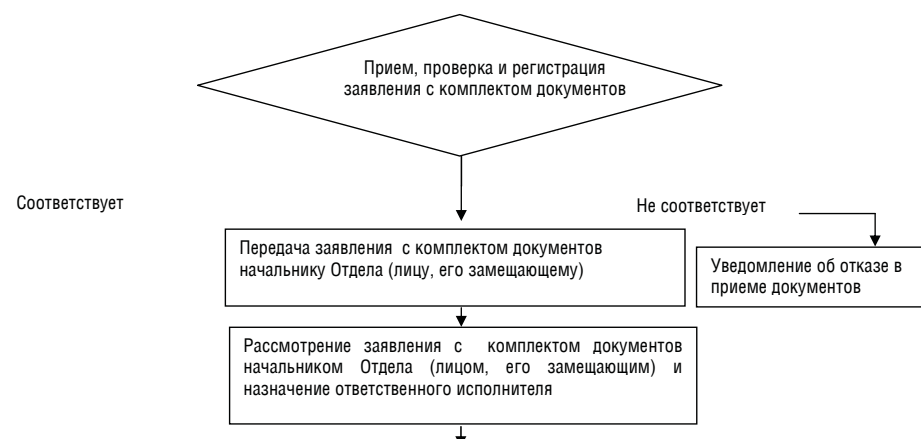 Прием, проверка и регистрация
заявления с комплектом документов
Соответствует
Не соответствует
Передача заявления с комплектом документов
начальнику Отдела (лицу, его замещающему)
Уведомление об отказе в
приеме документов
Рассмотрение заявления с комплектом документов
начальником Отдела (лицом, его замещающим) и
назначение ответственного исполнителя